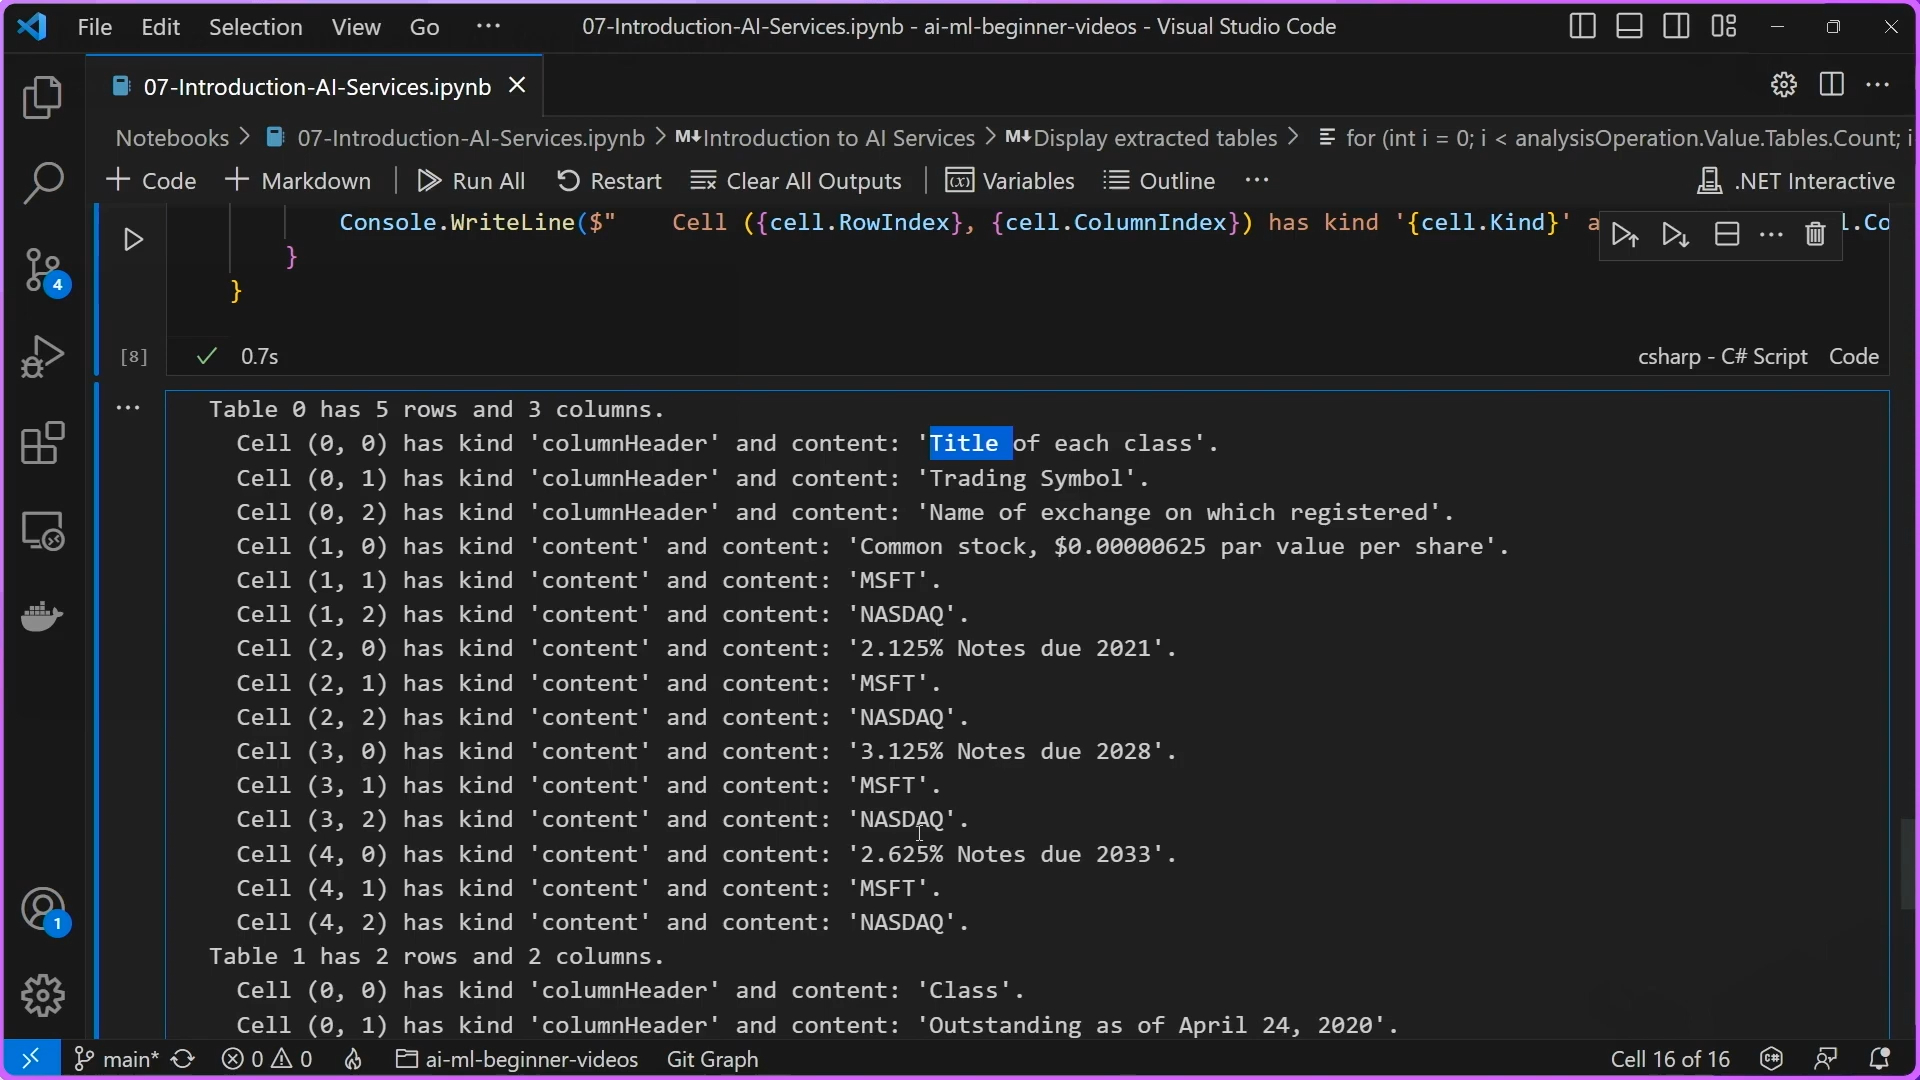 File Edit Selection View Go ··· 07-Introduction-AI-Services.ipynb - ai-ml-beginner-videos - Visual Studio Code
07-Introduction-AI-Services.ipynb
Notebooks > 07-Introduction-AI-Services.ipynb > M↓Introduction to AI Services > M↓Display extracted tables > for (int i = 0; i < analysisOperation.Value.Tables.Count; i
+ Code + Markdown Run All Restart Clear All Outputs (x) Variables Outline ··· .NET Interactive
Console.WriteLine($"    Cell ({cell.RowIndex}, {cell.ColumnIndex}) has kind '{cell.Kind}' a l.Co
}
}
[8] 0.7s csharp - C# Script Code
Table 0 has 5 rows and 3 columns.
Cell (0, 0) has kind 'columnHeader' and content: 'Title of each class'.
Cell (0, 1) has kind 'columnHeader' and content: 'Trading Symbol'.
Cell (0, 2) has kind 'columnHeader' and content: 'Name of exchange on which registered'.
Cell (1, 0) has kind 'content' and content: 'Common stock, $0.00000625 par value per share'.
Cell (1, 1) has kind 'content' and content: 'MSFT'.
Cell (1, 2) has kind 'content' and content: 'NASDAQ'.
Cell (2, 0) has kind 'content' and content: '2.125% Notes due 2021'.
Cell (2, 1) has kind 'content' and content: 'MSFT'.
Cell (2, 2) has kind 'content' and content: 'NASDAQ'.
Cell (3, 0) has kind 'content' and content: '3.125% Notes due 2028'.
Cell (3, 1) has kind 'content' and content: 'MSFT'.
Cell (3, 2) has kind 'content' and content: 'NASDAQ'.
Cell (4, 0) has kind 'content' and content: '2.625% Notes due 2033'.
Cell (4, 1) has kind 'content' and content: 'MSFT'.
Cell (4, 2) has kind 'content' and content: 'NASDAQ'.
Table 1 has 2 rows and 2 columns.
Cell (0, 0) has kind 'columnHeader' and content: 'Class'.
Cell (0, 1) has kind 'columnHeader' and content: 'Outstanding as of April 24, 2020'.
4
1
main* 0 0 ai-ml-beginner-videos Git Graph Cell 16 of 16